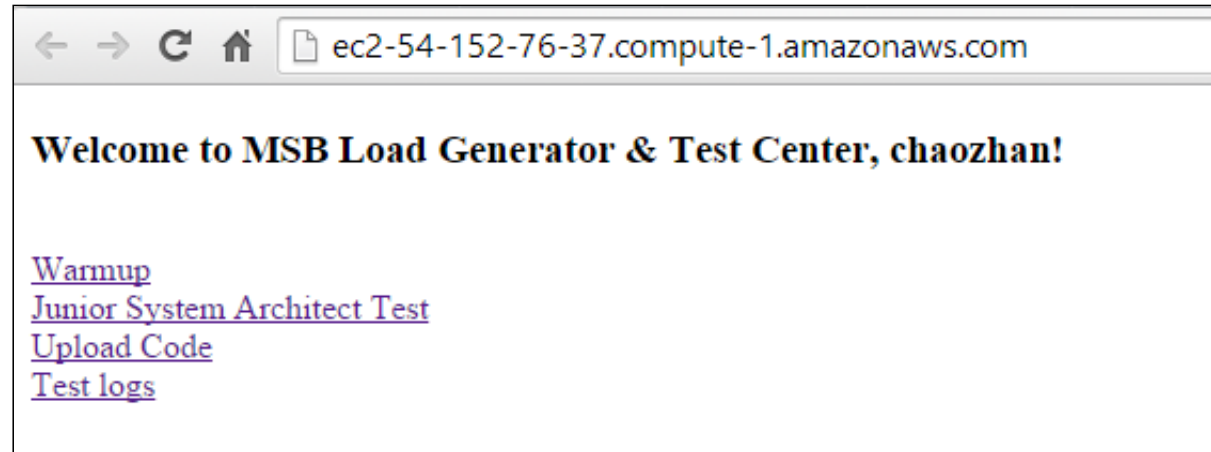 ec2-54-152-76-37.compute-1.amazonaws.com
Welcome to MSB Load Generator & Test Center, chaozhan!
Warmup
Junior System Architect Test
Upload Code
Test logs